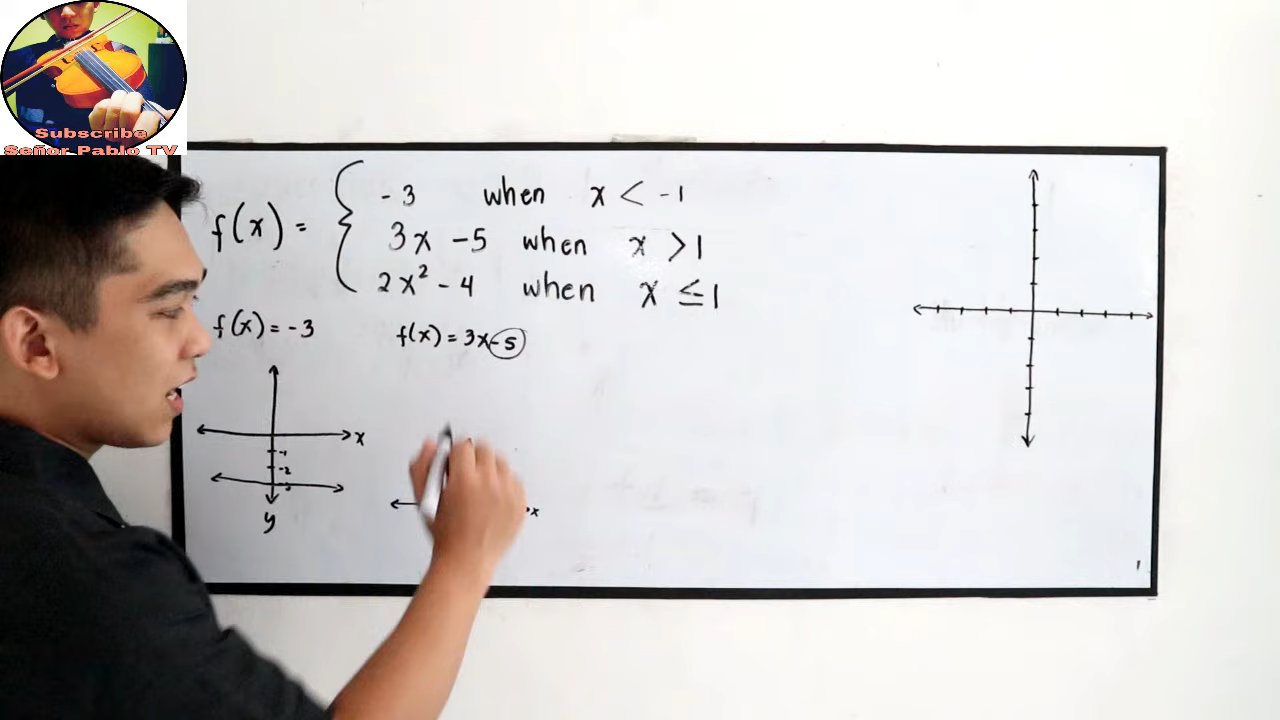 Subscribe
Señor Pablo TV
f(x) = { -3 when x < -1
3x - 5 when x > 1
2x² - 4 when x ≤ 1
f(x) = -3
f(x) = 3x - 5
x
-1
-2
-3
y
x